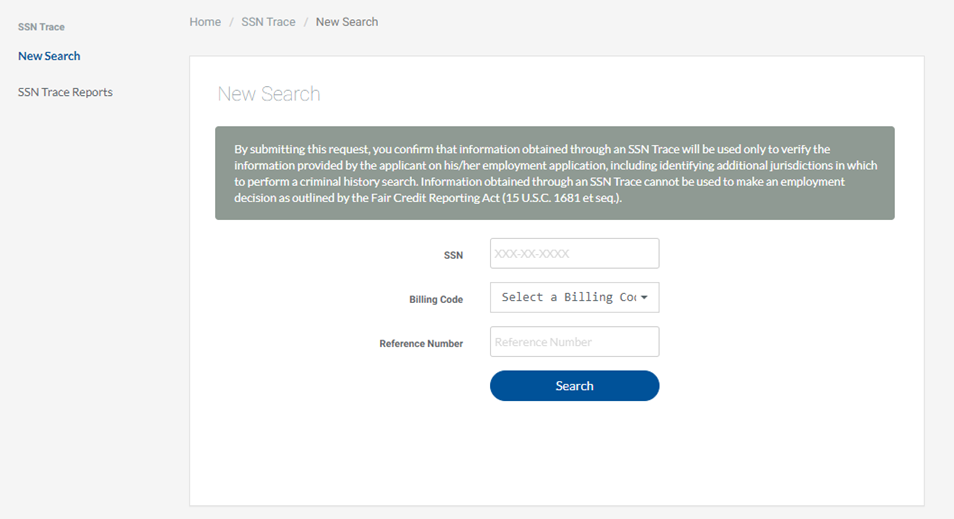 SSN Trace
New Search
SSN Trace Reports
Home / SSN Trace / New Search
New Search
By submitting this request, you confirm that information obtained through an SSN Trace will be used only to verify the
information provided by the applicant on his/her employment application, including identifying additional jurisdictions in which
to perform a criminal history search. Information obtained through an SSN Trace cannot be used to make an employment
decision as outlined by the Fair Credit Reporting Act (15 U.S.C. 1681 et seq.).
SSN XXX-XX-XXXX
Billing Code Select a Billing
Reference Number Reference Number
Search